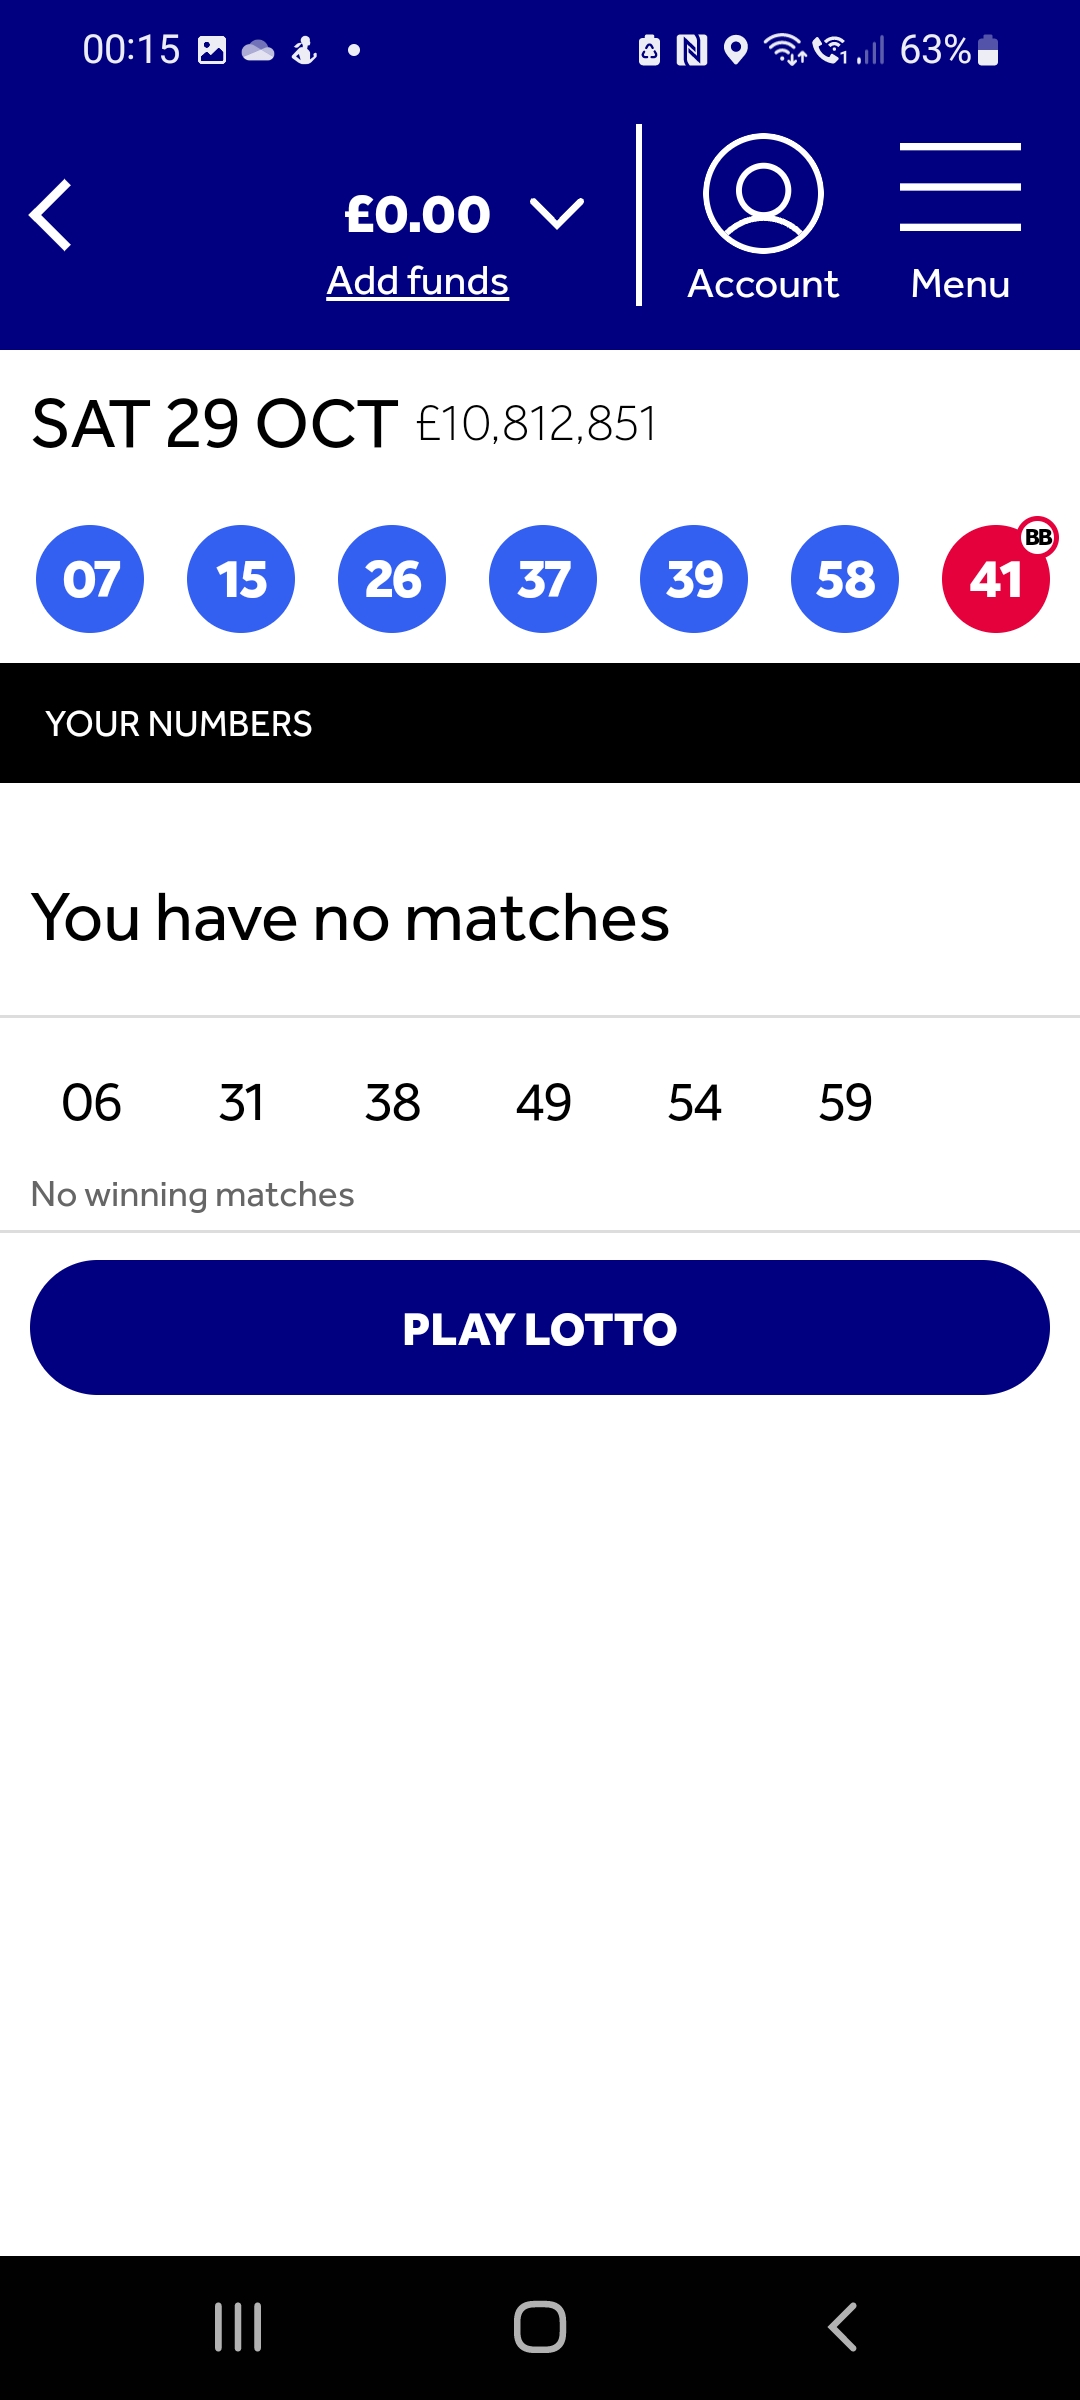 00:15 63%
£0.00
Add funds
Account
Menu
SAT 29 OCT £10,812,851
07 15 26 37 39 58 41 BB
YOUR NUMBERS
You have no matches
06 31 38 49 54 59
No winning matches
PLAY LOTTO